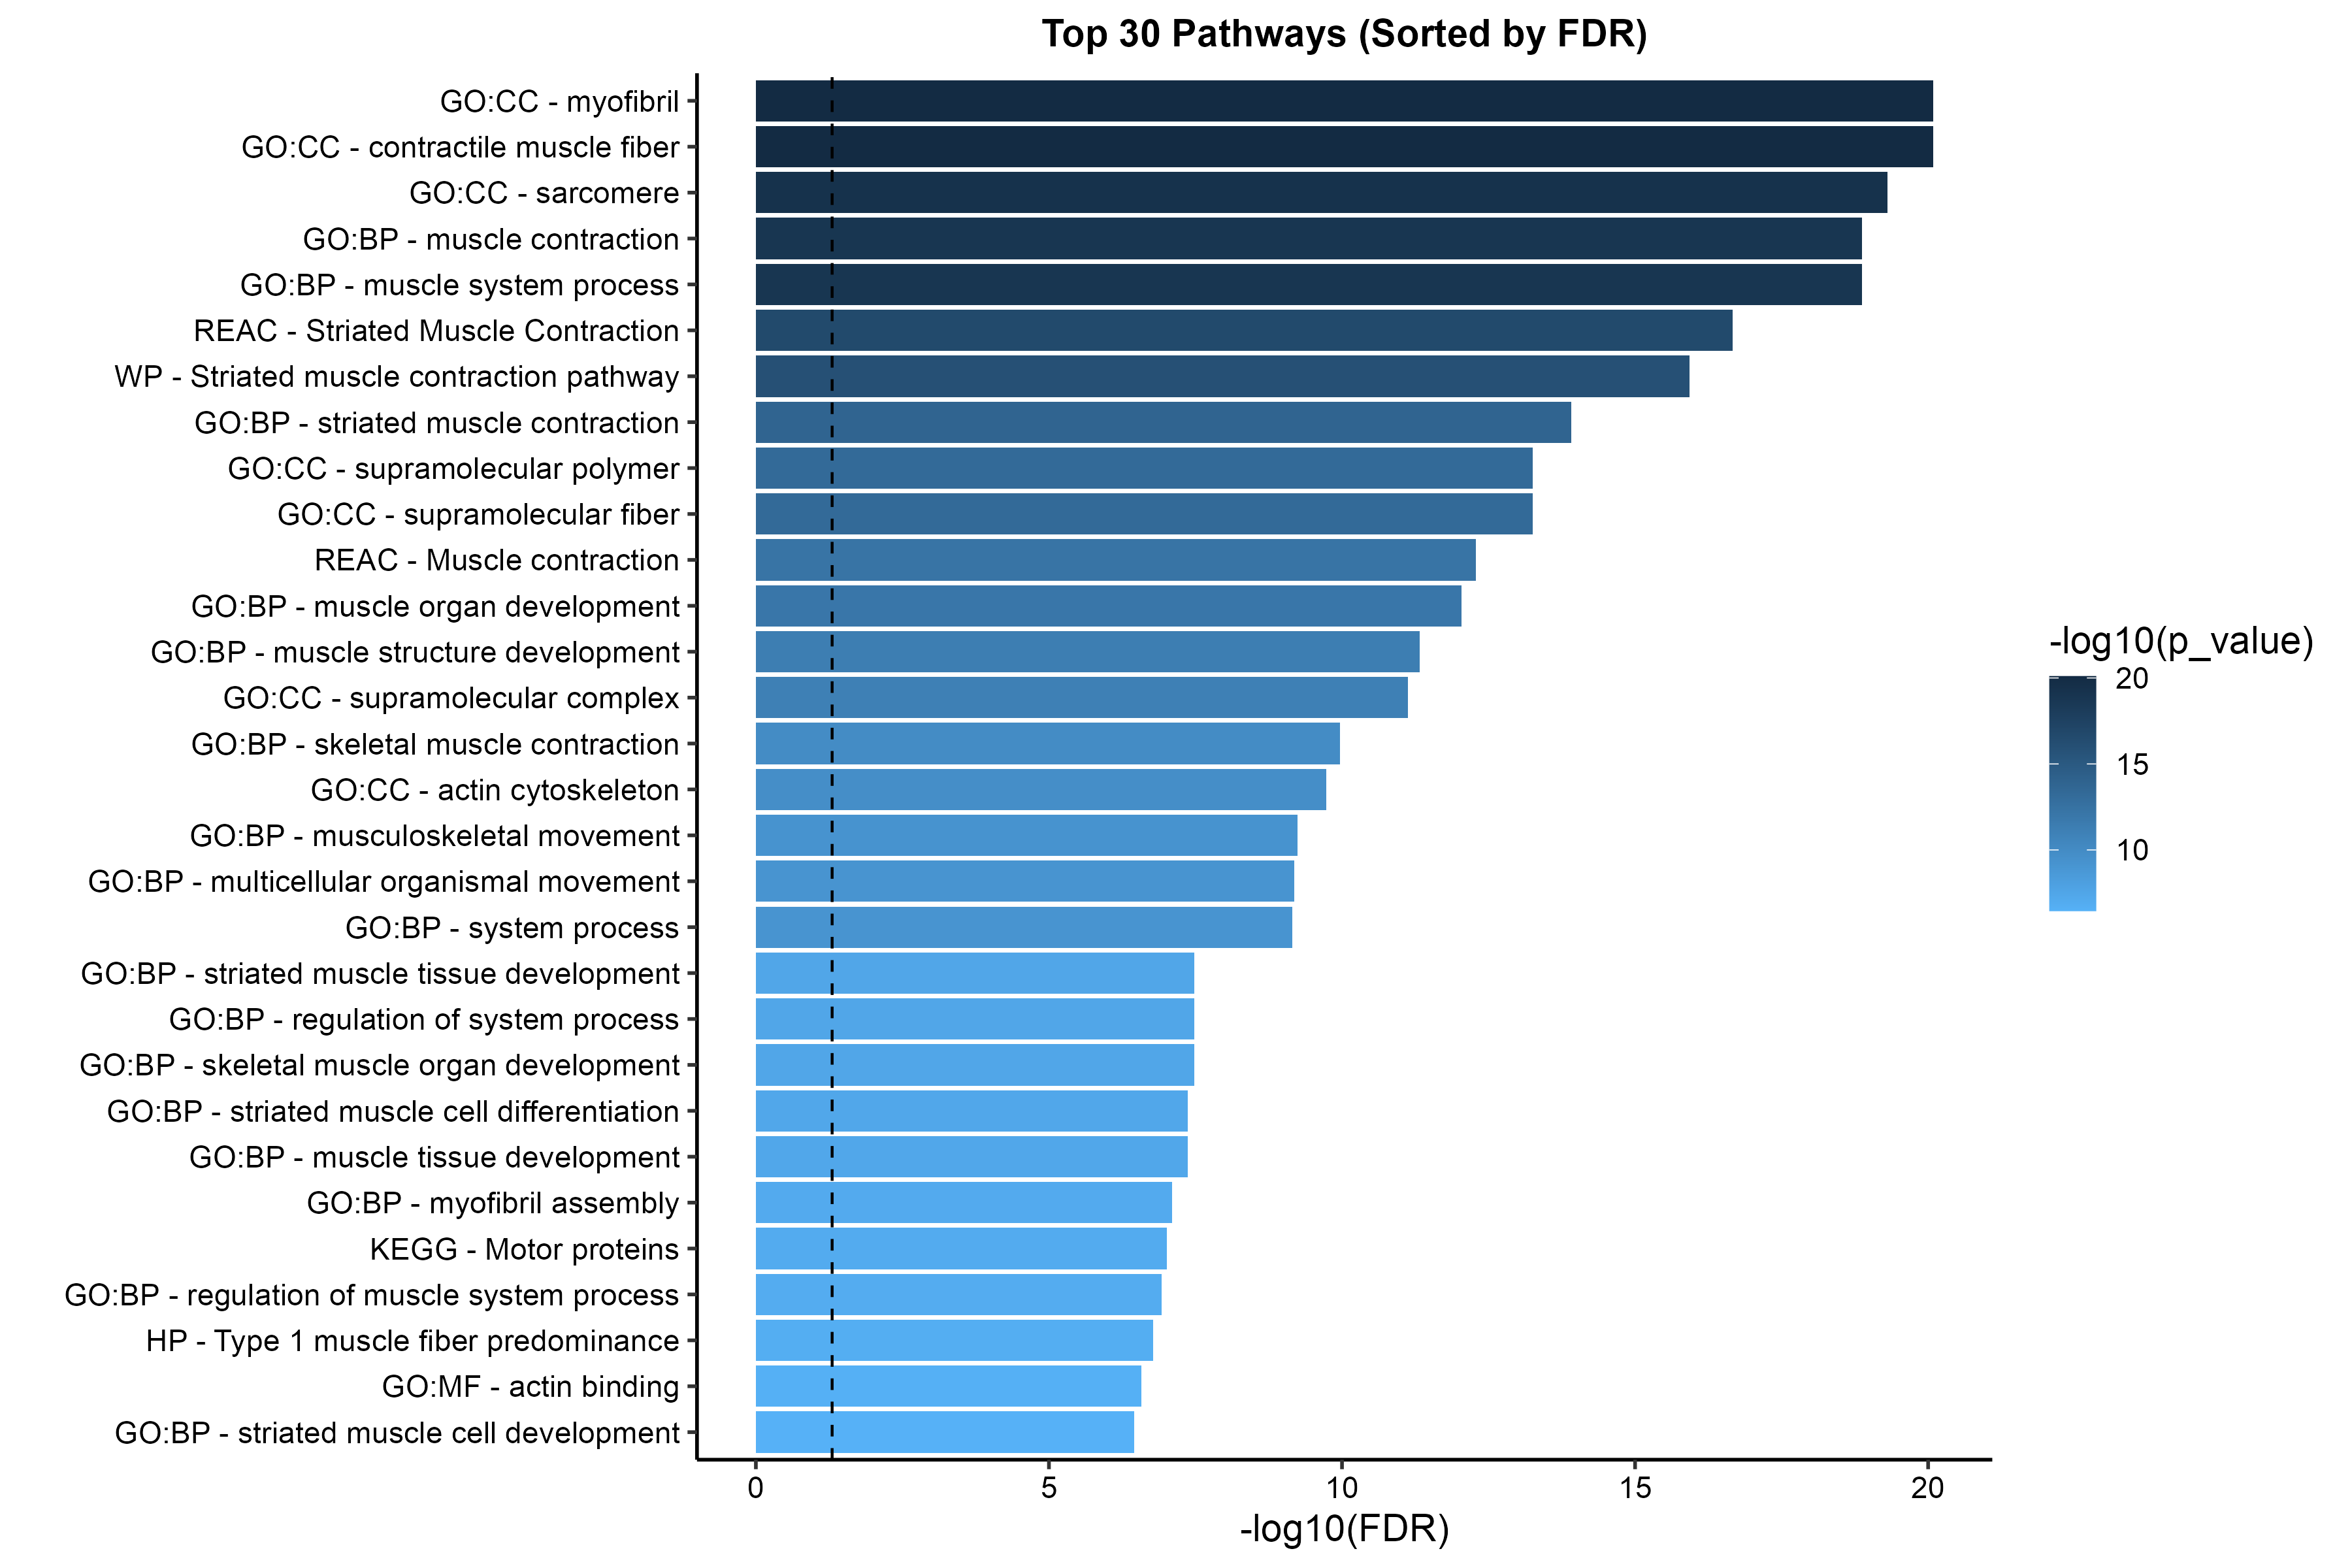 Top 30 Pathways (Sorted by FDR)
GO:CC - myofibril
GO:CC - contractile muscle fiber
GO:CC - sarcomere
GO:BP - muscle contraction
GO:BP - muscle system process
REAC - Striated Muscle Contraction
WP - Striated muscle contraction pathway
GO:BP - striated muscle contraction
GO:CC - supramolecular polymer
GO:CC - supramolecular fiber
REAC - Muscle contraction
GO:BP - muscle organ development
GO:BP - muscle structure development
GO:CC - supramolecular complex
GO:BP - skeletal muscle contraction
GO:CC - actin cytoskeleton
GO:BP - musculoskeletal movement
GO:BP - multicellular organismal movement
GO:BP - system process
GO:BP - striated muscle tissue development
GO:BP - regulation of system process
GO:BP - skeletal muscle organ development
GO:BP - striated muscle cell differentiation
GO:BP - muscle tissue development
GO:BP - myofibril assembly
KEGG - Motor proteins
GO:BP - regulation of muscle system process
HP - Type 1 muscle fiber predominance
GO:MF - actin binding
GO:BP - striated muscle cell development
0 5 10 15 20
-log10(FDR)
-log10(p_value)
20
15
10